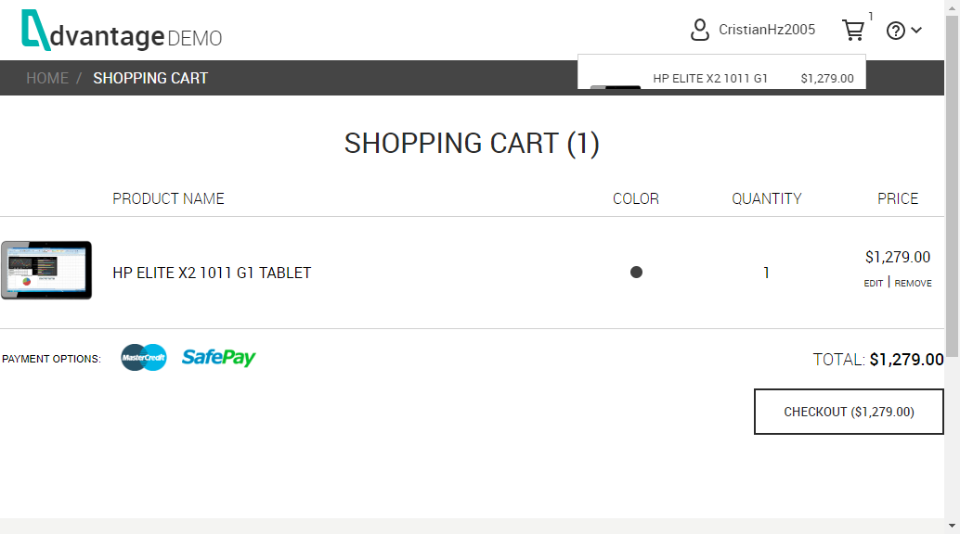 dvantage DEMO
CristianHz2005
1
HOME / SHOPPING CART
HP ELITE X2 1011 G1 $1,279.00
SHOPPING CART (1)
PRODUCT NAME COLOR QUANTITY PRICE
HP ELITE X2 1011 G1 TABLET 1 $1,279.00
EDIT | REMOVE
PAYMENT OPTIONS: MasterCredit SafePay TOTAL: $1,279.00
CHECKOUT ($1,279.00)